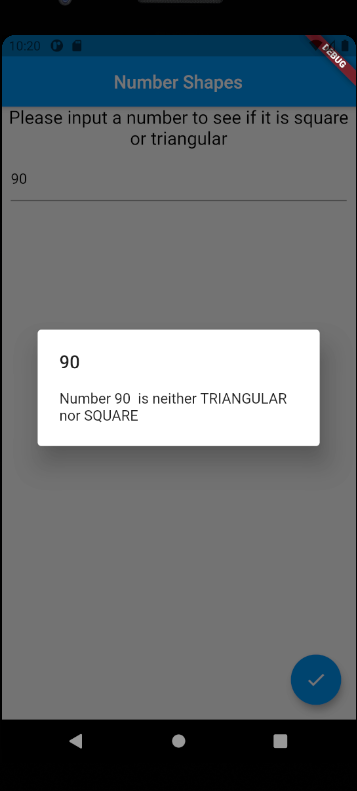 10:20
DEBUG
Number Shapes
Please input a number to see if it is square
or triangular
90
90
Number 90  is neither TRIANGULAR
nor SQUARE